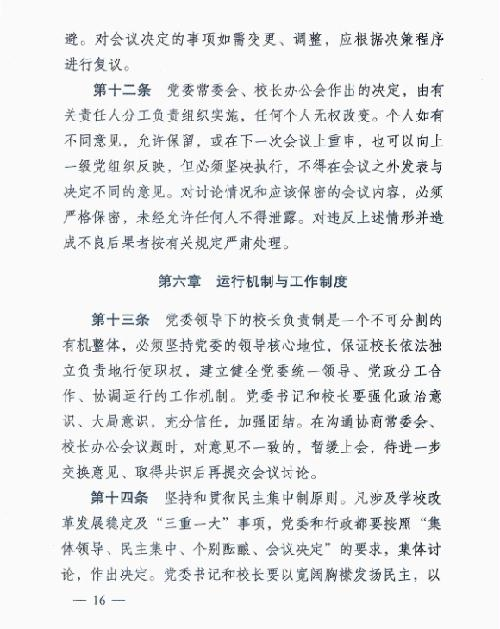 避。对会议决定的事项如需变更、调整，应根据决策程序
进行复议。
第十二条　党委常委会、校长办公会作出的决定，由有
关责任人分工负责组织实施，任何个人无权改变。个人如有
不同意见，允许保留，或在下一次会议上重申，也可以向上
一级党组织反映，但必须坚决执行，不得在会议之外发表与
决定不同的意见。对讨论情况和应该保密的会议内容，必须
严格保密，未经允许任何人不得泄露。对违反上述情形并造
成不良后果者按有关规定严肃处理。
第六章　运行机制与工作制度
第十三条　党委领导下的校长负责制是一个不可分割的
有机整体，必须坚持党委的领导核心地位，保证校长依法独
立负责地行使职权，建立健全党委统一领导、党政分工合
作、协调运行的工作机制。党委书记和校长要强化政治意
识、大局意识，充分信任，加强团结。在沟通协商常委会、
校长办公会议题时，对意见不一致的，暂缓上会，待进一步
交换意见、取得共识后再提交会议讨论。
第十四条　坚持和贯彻民主集中制原则。凡涉及学校改
革发展稳定及“三重一大”事项，党委和行政都要按照“集
体领导、民主集中、个别酝酿、会议决定”的要求，集体讨
论，作出决定。党委书记和校长要以宽阔胸襟发扬民主，以
— 16 —